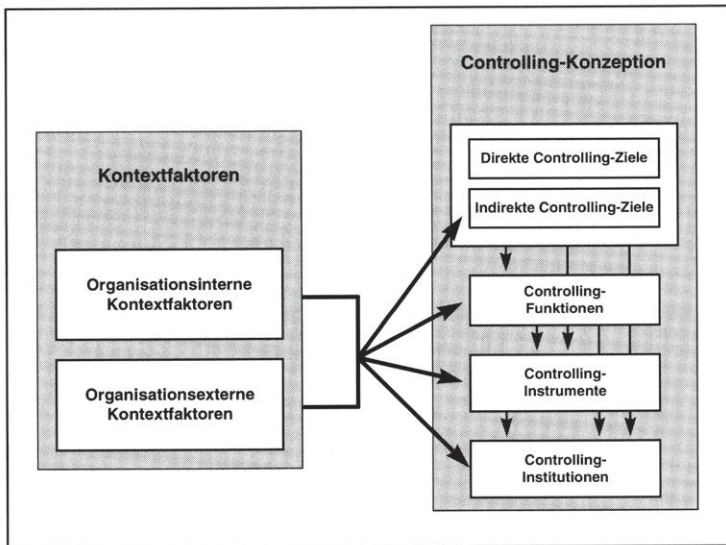 Kontextfaktoren
Organisationsinterne
Kontextfaktoren
Organisationsexterne
Kontextfaktoren
Controlling-Konzeption
Direkte Controlling-Ziele
Indirekte Controlling-Ziele
Controlling-
Funktionen
Controlling-
Instrumente
Controlling-
Institutionen